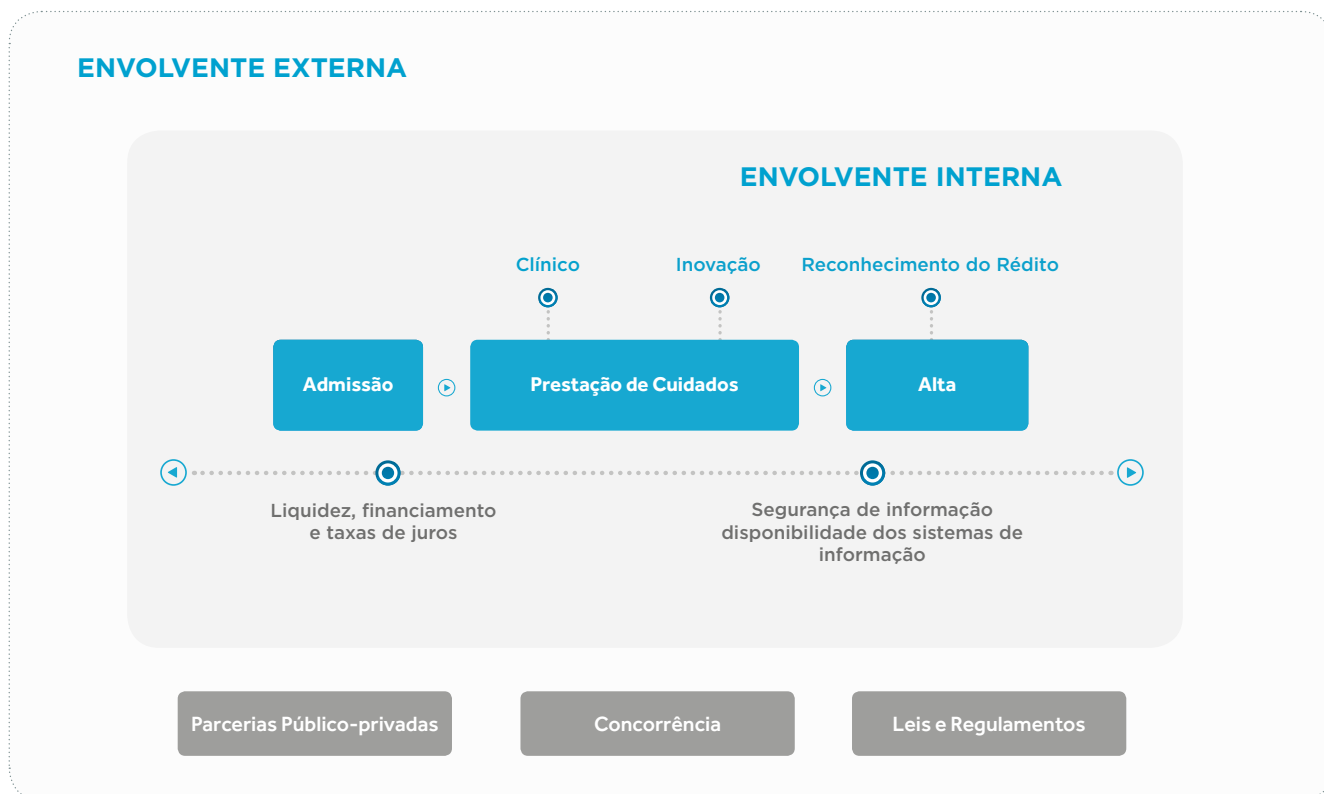 ENVOLVENTE EXTERNA
ENVOLVENTE INTERNA
Clínico
Inovação
Reconhecimento do Rédito
Admissão
Prestação de Cuidados
Alta
Liquidez, financiamento
e taxas de juros
Segurança de informação
disponibilidade dos sistemas de
informação
Parcerias Público-privadas
Concorrência
Leis e Regulamentos